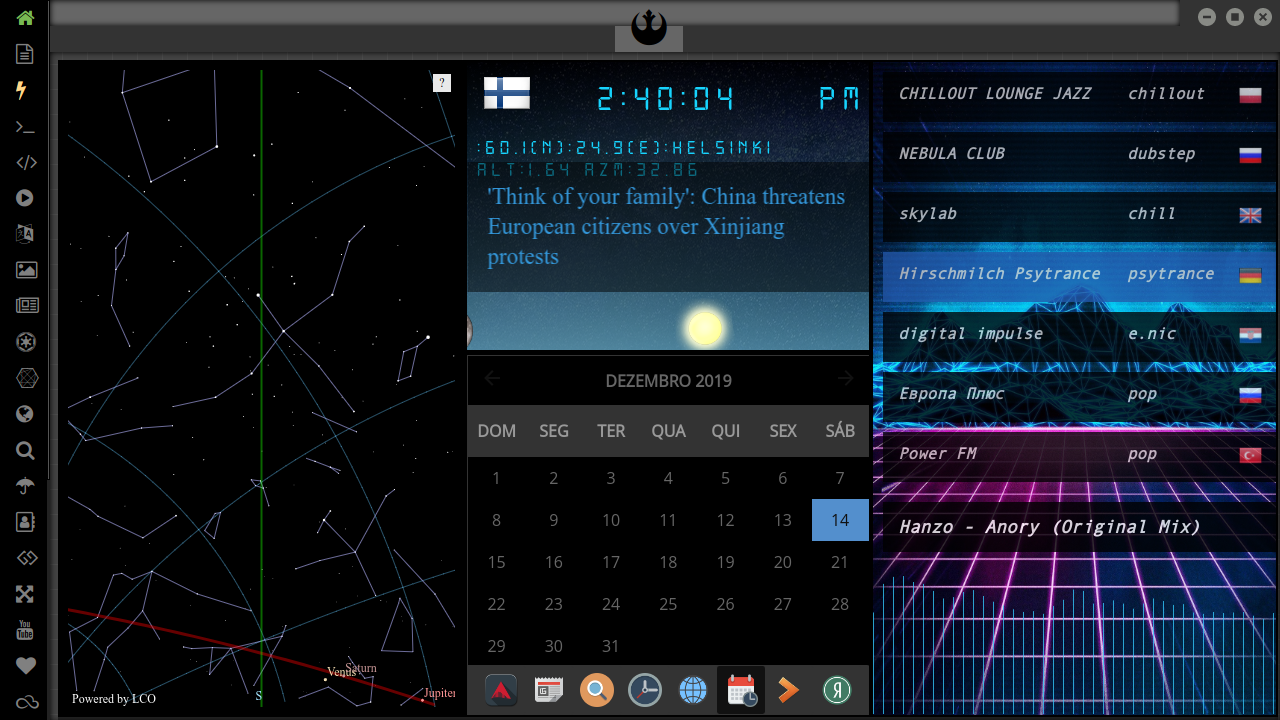 ?
Venus
Saturn
Jupiter
Powered by LCO
S
2:40:04 PM
:60.1(N):24.9(E):HELSINKI
ALT:1.64 AZM:32.86
'Think of your family': China threatens
European citizens over Xinjiang
protests
DEZEMBRO 2019
DOM SEG TER QUA QUI SEX SÁB
1 2 3 4 5 6 7
8 9 10 11 12 13 14
15 16 17 18 19 20 21
22 23 24 25 26 27 28
29 30 31
CHILLOUT LOUNGE JAZZ chillout
NEBULA CLUB dubstep
skylab chill
Hirschmilch Psytrance psytrance
digital impulse e.nic
Европа Плюс pop
Power FM pop
Hanzo - Anory (Original Mix)
You
Tube
Я